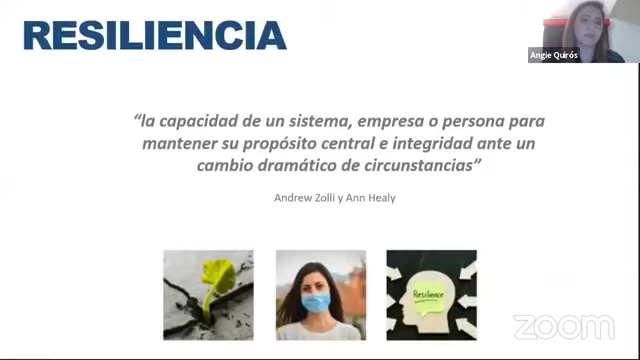 RESILIENCIA
Angie Quirós
“la capacidad de un sistema, empresa o persona para
mantener su propósito central e integridad ante un
cambio dramático de circunstancias”
Andrew Zolli y Ann Healy
Resilience
zoom